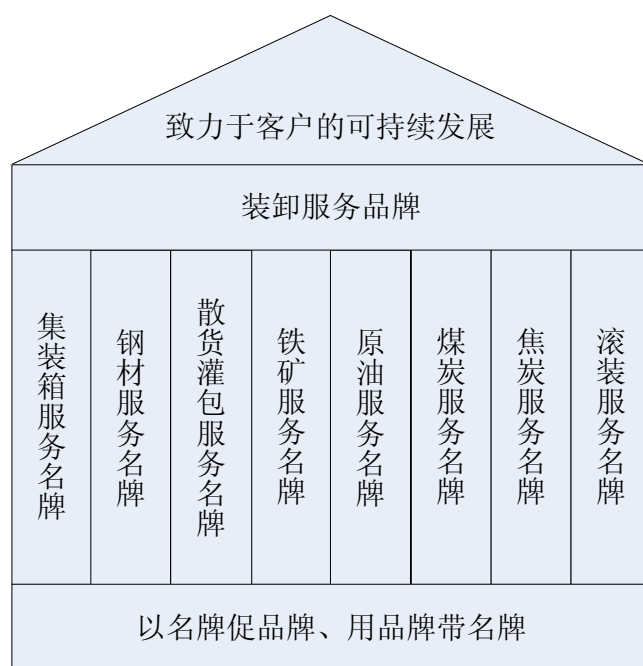 致力于客户的可持续发展
装卸服务品牌
集装箱服务名牌
钢材服务名牌
散货灌包服务名牌
铁矿服务名牌
原油服务名牌
煤炭服务名牌
焦炭服务名牌
滚装服务名牌
以名牌促品牌、用品牌带名牌